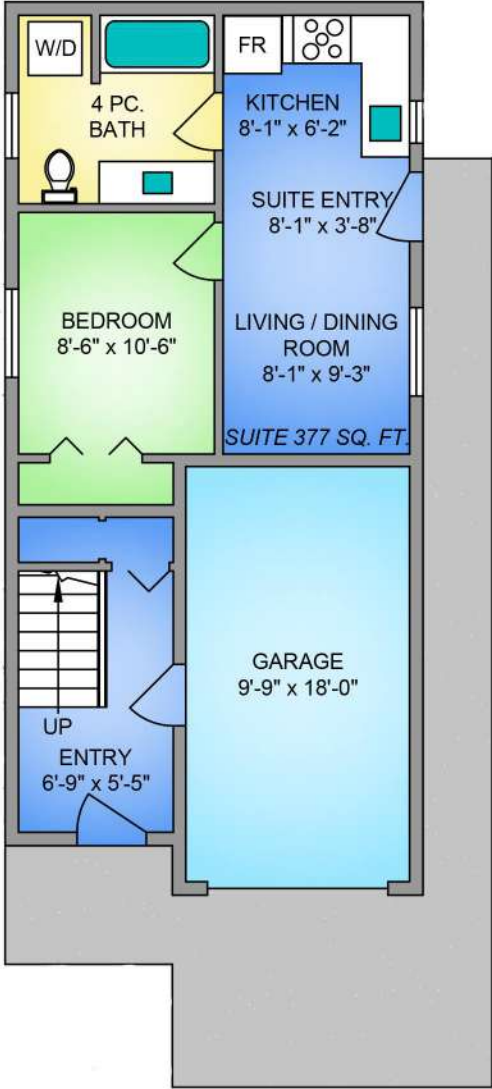 W/D
FR
4 PC.
BATH
KITCHEN
8'-1" x 6'-2"
SUITE ENTRY
8'-1" x 3'-8"
BEDROOM
8'-6" x 10'-6"
LIVING / DINING
ROOM
8'-1" x 9'-3"
SUITE 377 SQ. FT.
GARAGE
9'-9" x 18'-0"
UP
ENTRY
6'-9" x 5'-5"